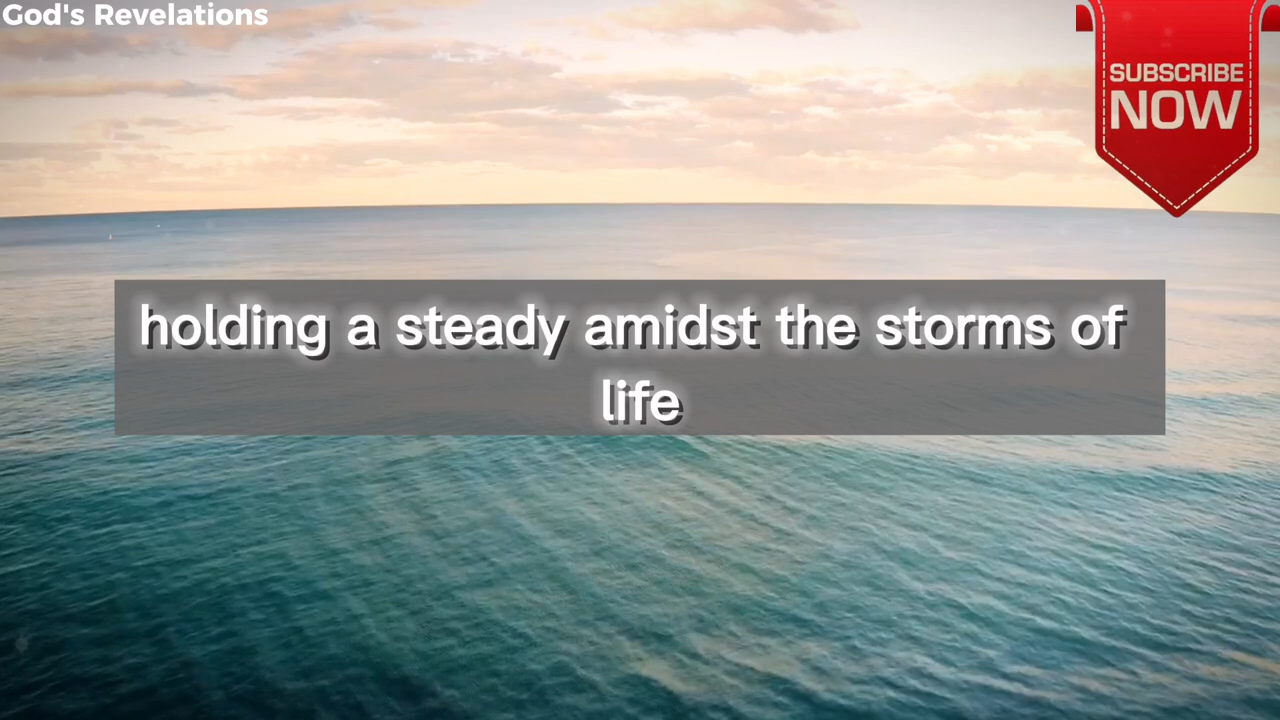 God's Revelations
SUBSCRIBE
NOW
holding a steady amidst the storms of
life